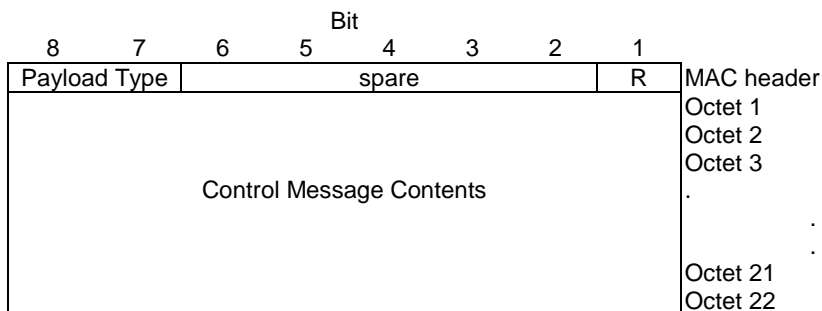 Bit
8 7 6 5 4 3 2 1
Payload Type spare R MAC header
Octet 1
Octet 2
Octet 3
Control Message Contents .
.
.
Octet 21
Octet 22